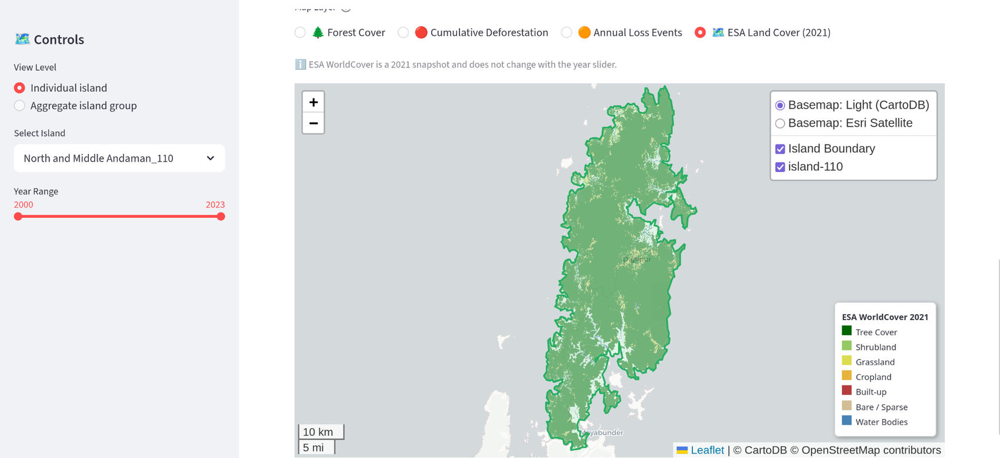 Controls
View Level
Individual island
Aggregate island group
Select Island
North and Middle Andaman_110
Year Range
2000 2023
Map Layer
Forest Cover Cumulative Deforestation Annual Loss Events ESA Land Cover (2021)
ESA WorldCover is a 2021 snapshot and does not change with the year slider.
+
−
Basemap: Light (CartoDB)
Basemap: Esri Satellite
Island Boundary
island-110
ESA WorldCover 2021
Tree Cover
Shrubland
Grassland
Cropland
Built-up
Bare / Sparse
Water Bodies
10 km
5 mi
Leaflet | © CartoDB © OpenStreetMap contributors